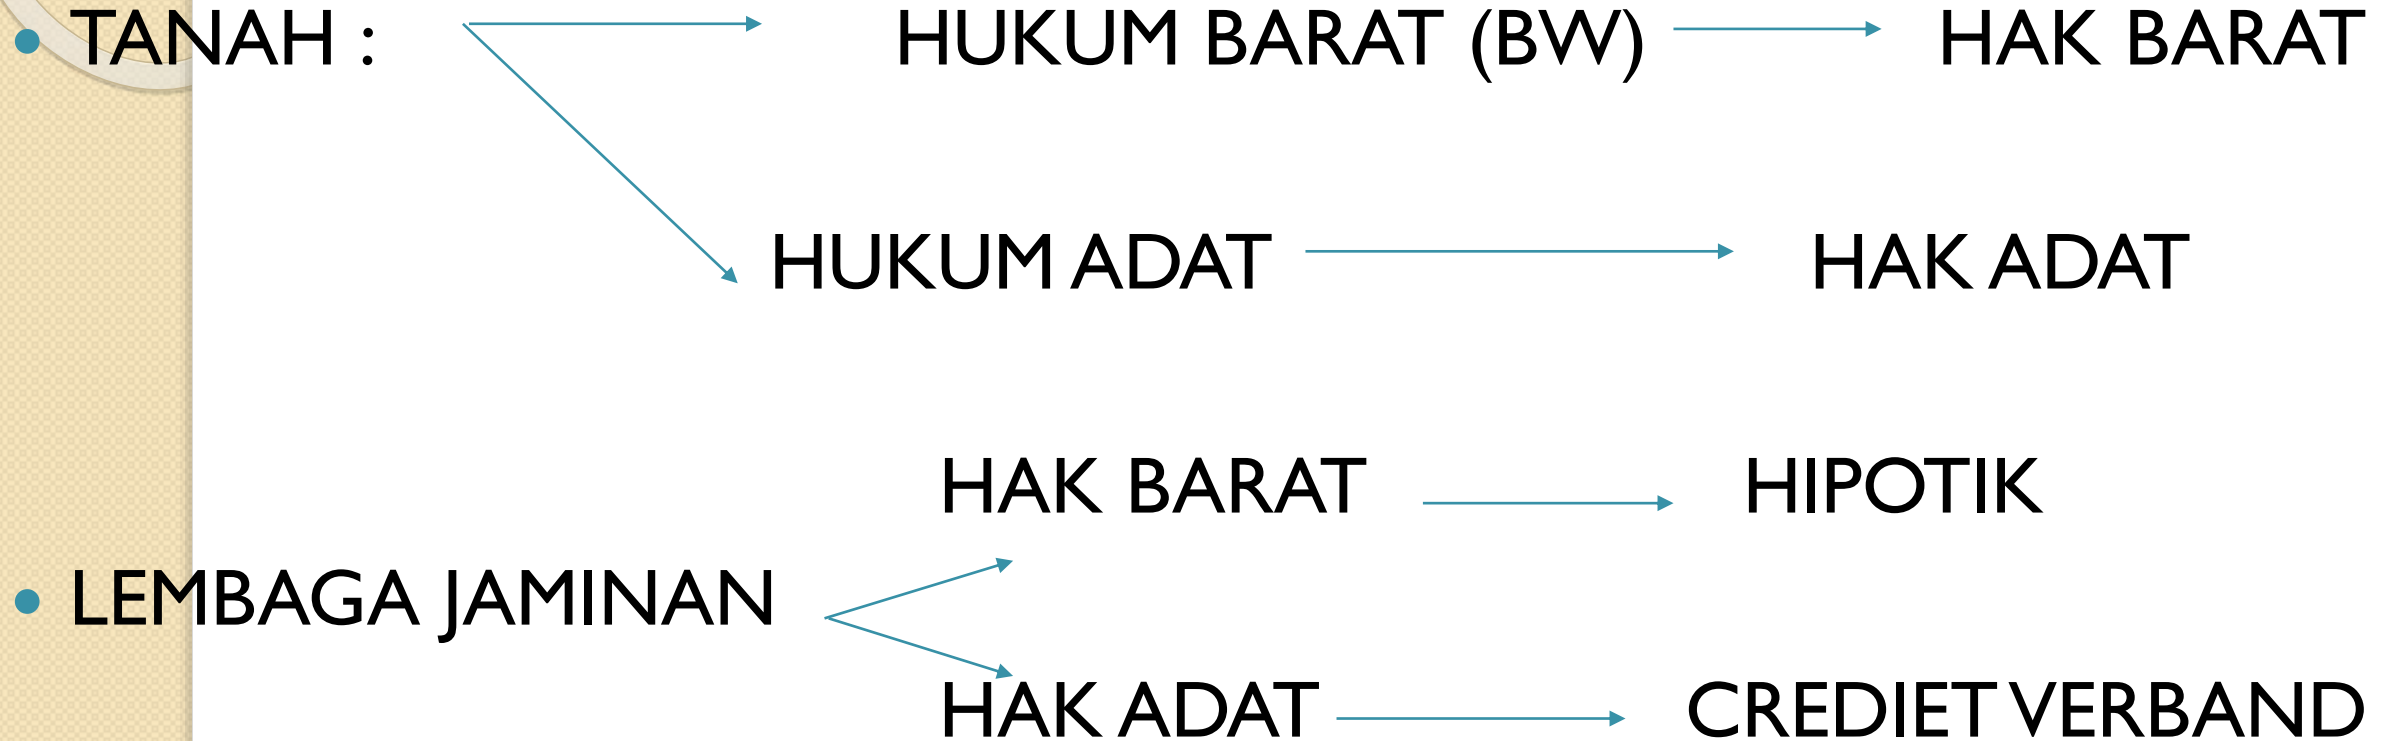 TANAH : HUKUM BARAT (BW) HAK BARAT
HUKUM ADAT HAK ADAT
HAK BARAT HIPOTIK
LEMBAGA JAMINAN
HAK ADAT CREDIET VERBAND